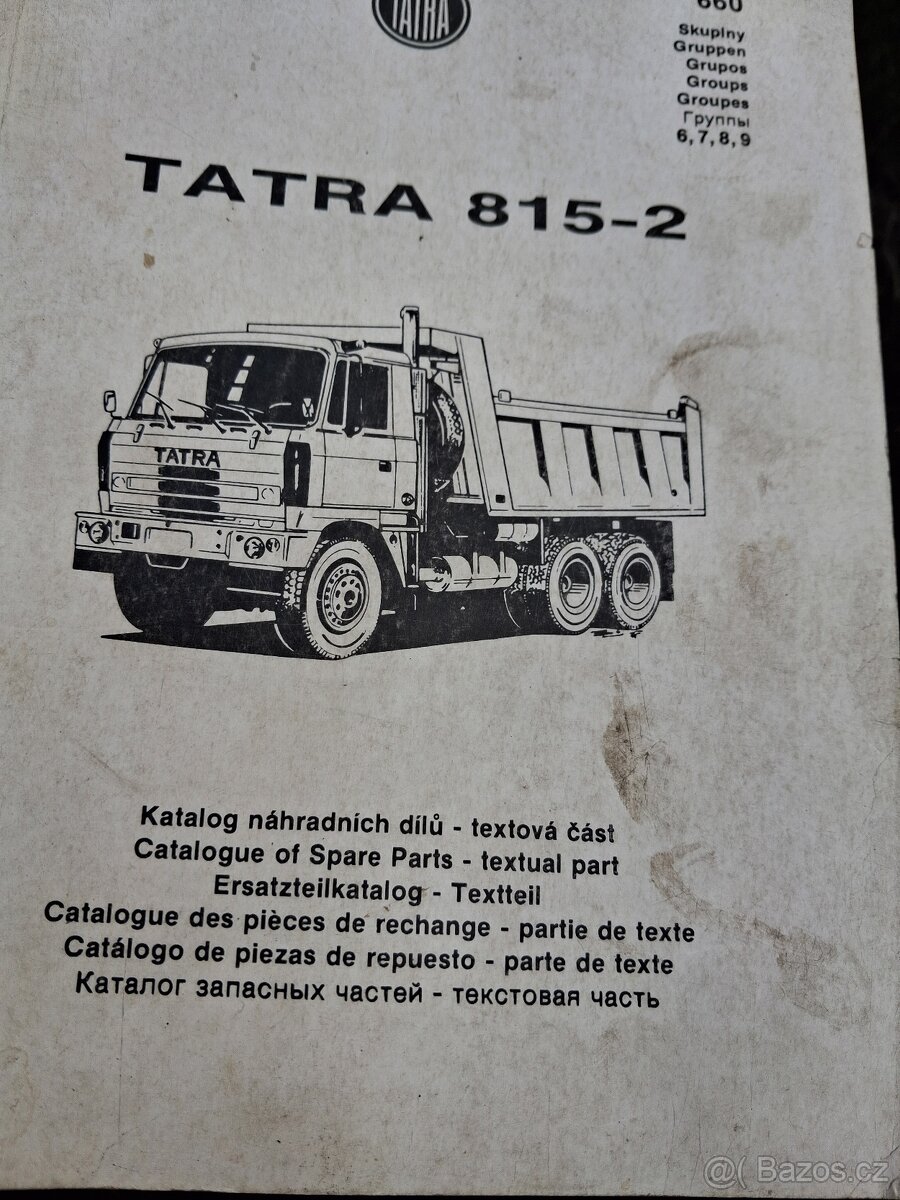 TATRA
660
Skupiny
Gruppen
Grupos
Groups
Groupes
Группы
6, 7, 8, 9
TATRA 815-2
TATRA
Katalog náhradních dílů - textová část
Catalogue of Spare Parts - textual part
Ersatzteilkatalog - Textteil
Catalogue des pièces de rechange - partie de texte
Catálogo de piezas de repuesto - parte de texte
Каталог запасных частей - текстовая часть
@( Bazos.cz